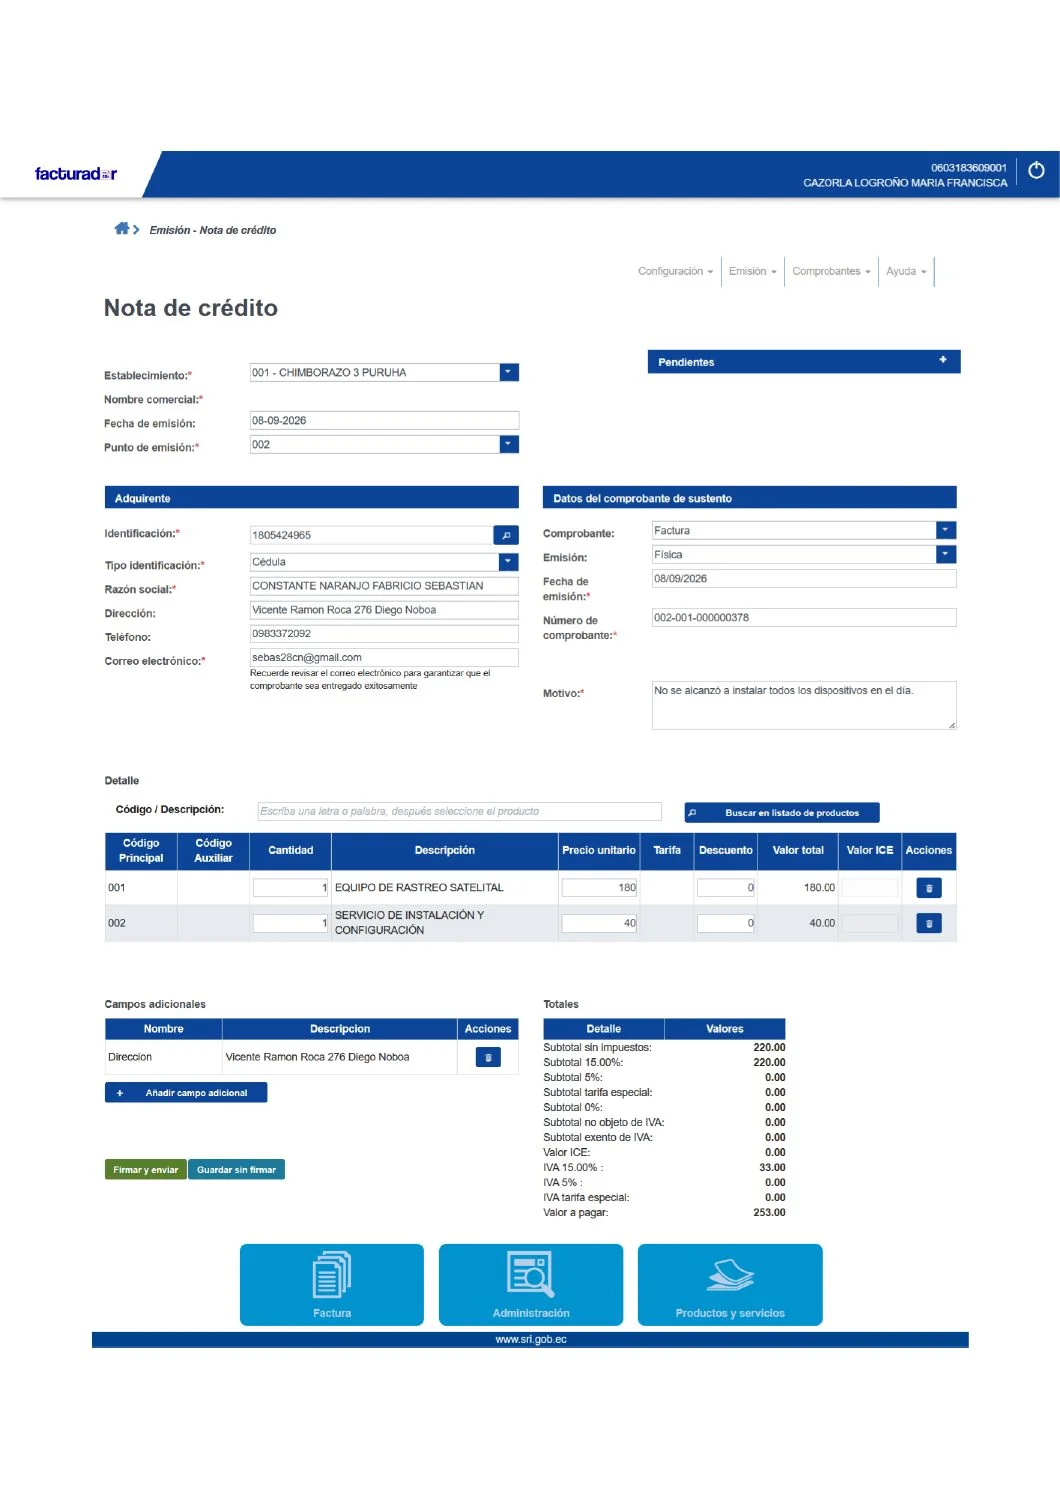 facturador
0603183609001
CAZORLA LOGROÑO MARIA FRANCISCA
Emisión - Nota de crédito
Configuración
Emisión
Comprobantes
Ayuda
Nota de crédito
Pendientes +
Establecimiento:* 001 - CHIMBORAZO 3 PURUHA
Nombre comercial:*
Fecha de emisión: 08-09-2026
Punto de emisión:* 002
Adquirente
Identificación:* 1805424965
Tipo identificación:* Cédula
Razón social:* CONSTANTE NARANJO FABRICIO SEBASTIAN
Dirección: Vicente Ramon Roca 276 Diego Noboa
Teléfono: 0983372092
Correo electrónico:* sebas28cn@gmail.com
Recuerde revisar el correo electrónico para garantizar que el
comprobante sea entregado exitosamente
Datos del comprobante de sustento
Comprobante: Factura
Emisión: Física
Fecha de emisión:* 08/09/2026
Número de comprobante:* 002-001-000000378
Motivo:* No se alcanzó a instalar todos los dispositivos en el día.
Detalle
Código / Descripción: Escriba una letra o palabra, después seleccione el producto
Buscar en listado de productos
Código Principal Código Auxiliar Cantidad Descripción Precio unitario Tarifa Descuento Valor total Valor ICE Acciones
001 1 EQUIPO DE RASTREO SATELITAL 180 0 180.00
002 1 SERVICIO DE INSTALACIÓN Y CONFIGURACIÓN 40 0 40.00
Campos adicionales
Nombre Descripcion Acciones
Direccion Vicente Ramon Roca 276 Diego Noboa
+ Añadir campo adicional
Firmar y enviar
Guardar sin firmar
Totales
Detalle Valores
Subtotal sin impuestos: 220.00
Subtotal 15.00%: 220.00
Subtotal 5%: 0.00
Subtotal tarifa especial: 0.00
Subtotal 0%: 0.00
Subtotal no objeto de IVA: 0.00
Subtotal exento de IVA: 0.00
Valor ICE: 0.00
IVA 15.00% : 33.00
IVA 5% : 0.00
IVA tarifa especial: 0.00
Valor a pagar: 253.00
Factura
Administración
Productos y servicios
www.sri.gob.ec